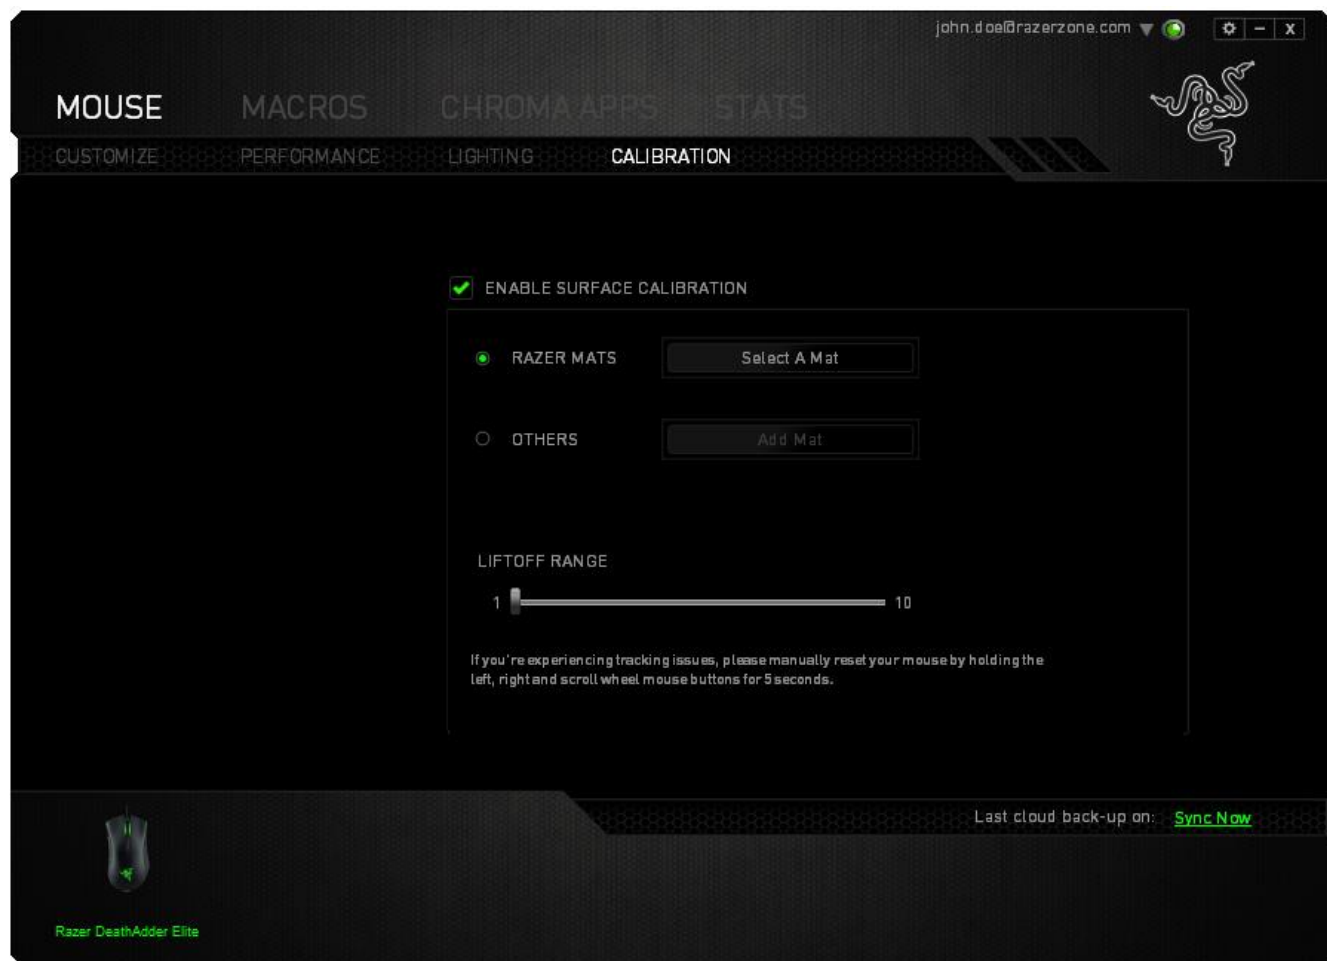 john.doe@razerzone.com
X
MOUSE MACROS CHROMA APPS STATS
CUSTOMIZE PERFORMANCE LIGHTING CALIBRATION
ENABLE SURFACE CALIBRATION
RAZER MATS Select A Mat
OTHERS Add Mat
LIFTOFF RANGE
1 10
If you're experiencing tracking issues, please manually reset your mouse by holding the
left, right and scroll wheel mouse buttons for 5 seconds.
Last cloud back-up on: Sync Now
Razer DeathAdder Elite